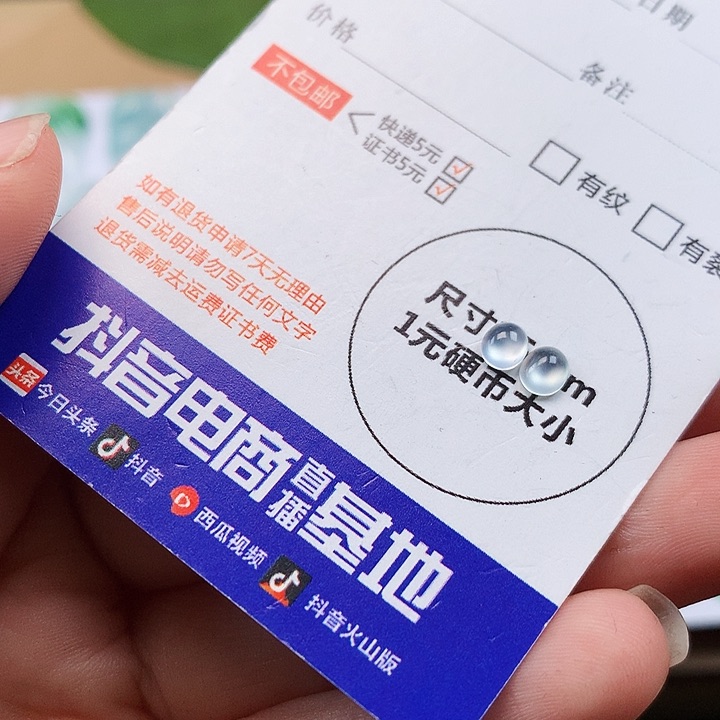 日期
价格
备注
不包邮
快递5元
证书5元
有纹
有裂
如有退货申请7天无理由
售后说明请勿写任何文字
退货需减去运费证书费
尺寸
m
1元硬币大小
抖音电商直播基地
头条 今日头条 抖音 西瓜视频 抖音火山版